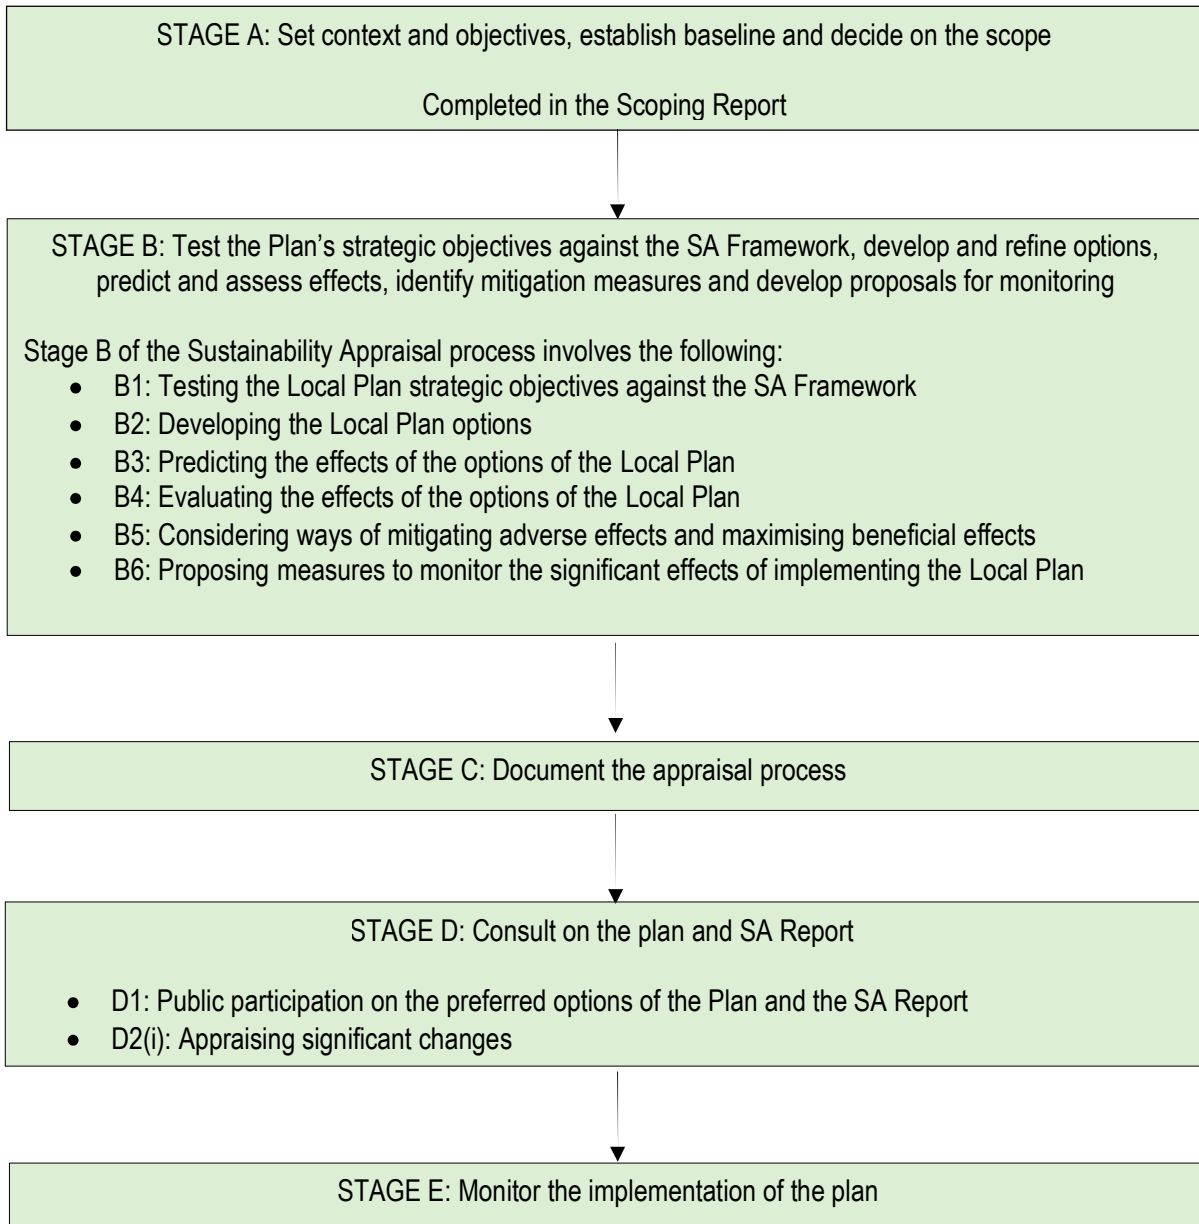 STAGE A: Set context and objectives, establish baseline and decide on the scope
Completed in the Scoping Report
STAGE B: Test the Plan’s strategic objectives against the SA Framework, develop and refine options,
predict and assess effects, identify mitigation measures and develop proposals for monitoring
Stage B of the Sustainability Appraisal process involves the following:
• B1: Testing the Local Plan strategic objectives against the SA Framework
• B2: Developing the Local Plan options
• B3: Predicting the effects of the options of the Local Plan
• B4: Evaluating the effects of the options of the Local Plan
• B5: Considering ways of mitigating adverse effects and maximising beneficial effects
• B6: Proposing measures to monitor the significant effects of implementing the Local Plan
STAGE C: Document the appraisal process
STAGE D: Consult on the plan and SA Report
• D1: Public participation on the preferred options of the Plan and the SA Report
• D2(i): Appraising significant changes
STAGE E: Monitor the implementation of the plan